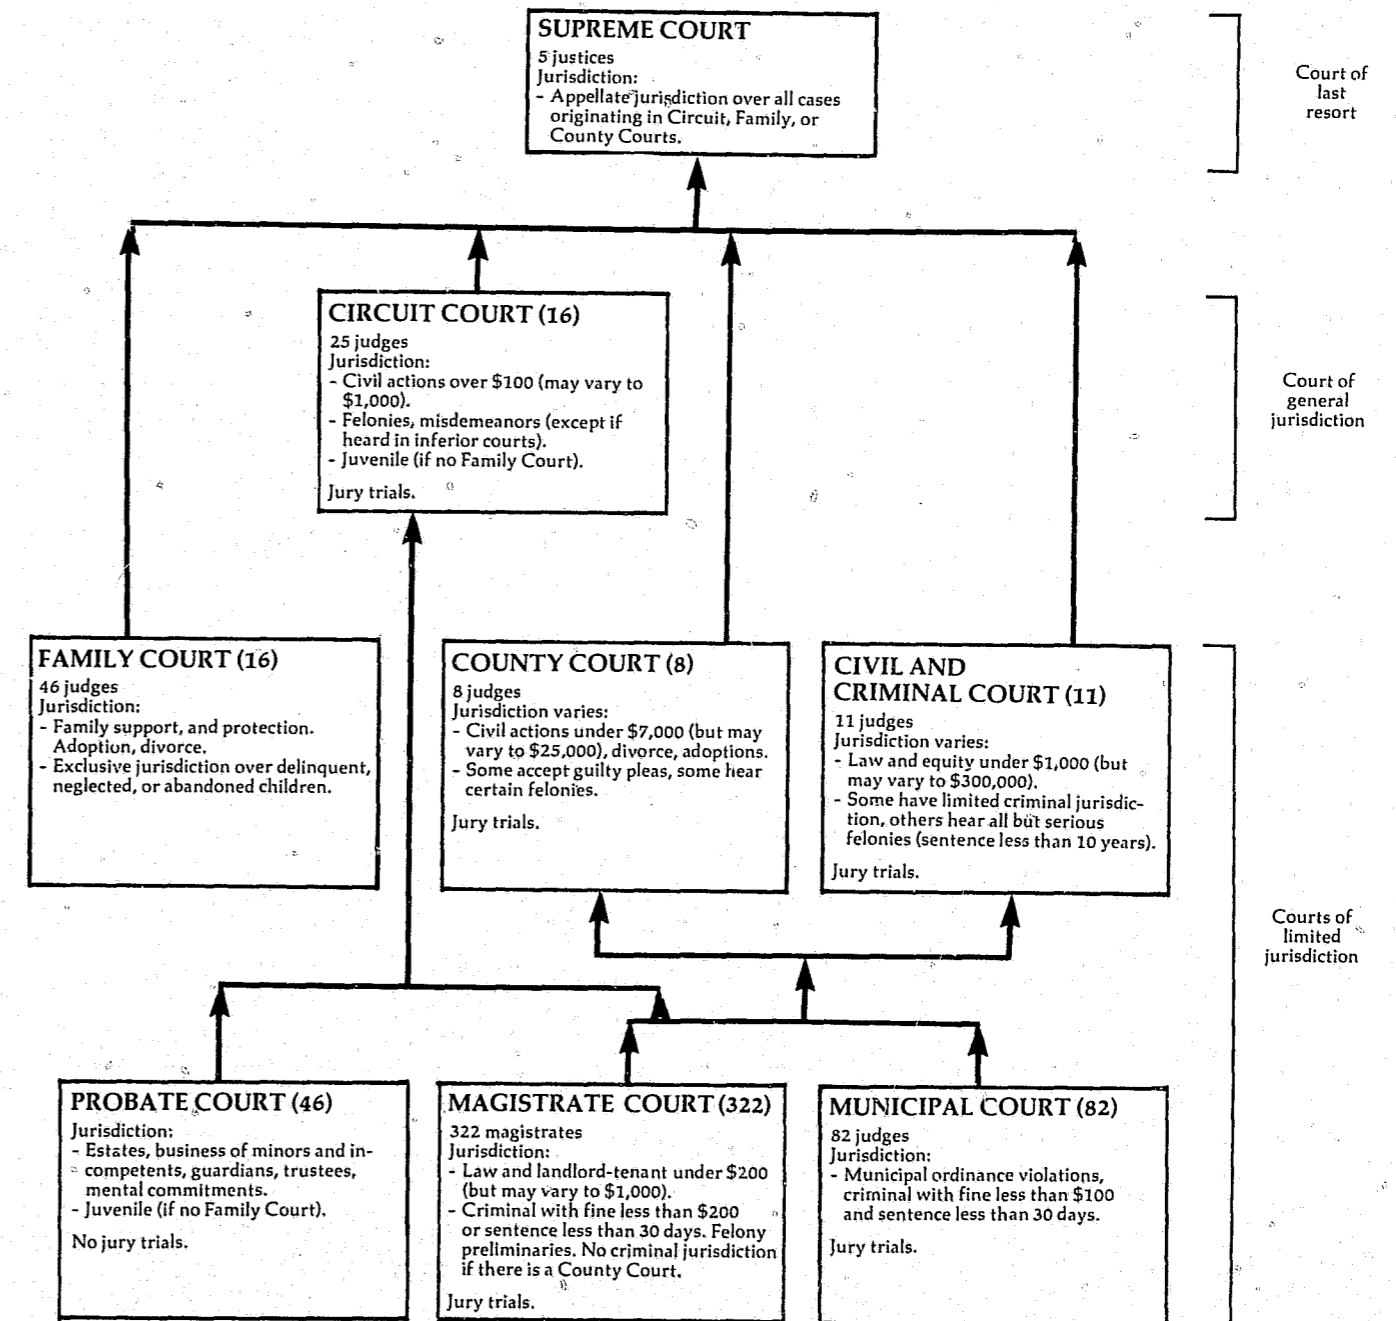 SUPREME COURT
5 justices
Jurisdiction:
- Appellate jurisdiction over all cases
originating in Circuit, Family, or
County Courts.
Court of
last
resort
CIRCUIT COURT (16)
25 judges
Jurisdiction:
- Civil actions over $100 (may vary to
$1,000).
- Felonies, misdemeanors (except if
heard in inferior courts).
- Juvenile (if no Family Court).
Jury trials.
Court of
general
jurisdiction
FAMILY COURT (16)
46 judges
Jurisdiction:
- Family support, and protection.
Adoption, divorce.
- Exclusive jurisdiction over delinquent,
neglected, or abandoned children.
COUNTY COURT (8)
8 judges
Jurisdiction varies:
- Civil actions under $7,000 (but may
vary to $25,000), divorce, adoptions.
- Some accept guilty pleas, some hear
certain felonies.
Jury trials.
CIVIL AND
CRIMINAL COURT (11)
11 judges
Jurisdiction varies:
- Law and equity under $1,000 (but
may vary to $300,000).
- Some have limited criminal jurisdic-
tion, others hear all but serious
felonies (sentence less than 10 years).
Jury trials.
Courts of
limited
jurisdiction
PROBATE COURT (46)
Jurisdiction:
- Estates, business of minors and in-
competents, guardians, trustees,
mental commitments.
- Juvenile (if no Family Court).
No jury trials.
MAGISTRATE COURT (322)
322 magistrates
Jurisdiction:
- Law and landlord-tenant under $200
(but may vary to $1,000).
- Criminal with fine less than $200
or sentence less than 30 days. Felony
preliminaries. No criminal jurisdiction
if there is a County Court.
Jury trials.
MUNICIPAL COURT (82)
82 judges
Jurisdiction:
- Municipal ordinance violations,
criminal with fine less than $100
and sentence less than 30 days.
Jury trials.